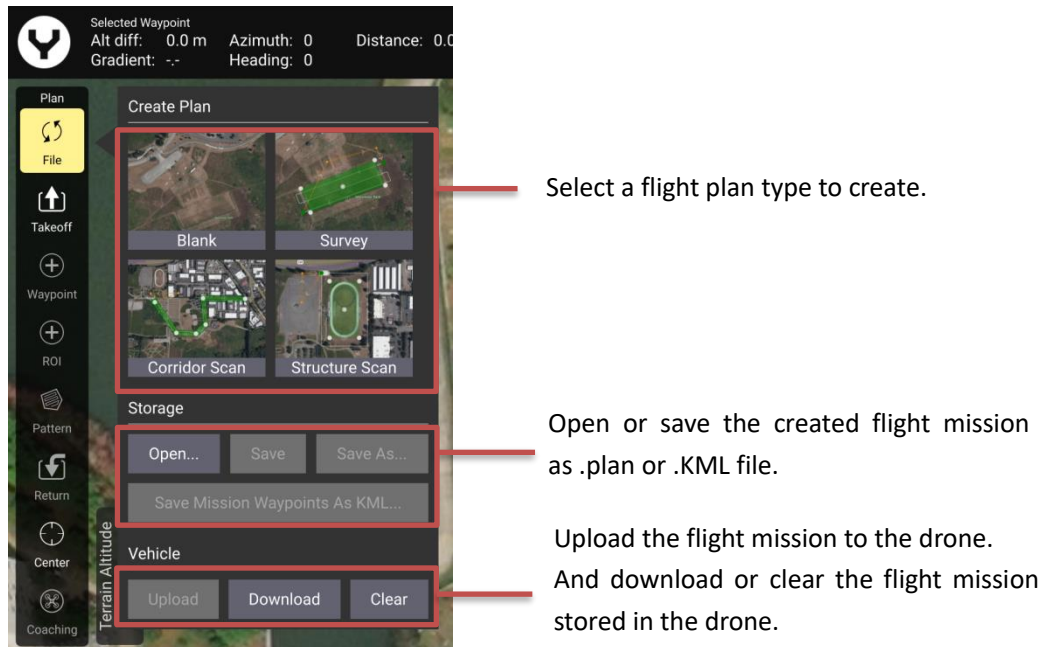 Selected Waypoint
Alt diff: 0.0 m Azimuth: 0 Distance: 0.0
Gradient: -.- Heading: 0
Plan
File
Takeoff
Waypoint
ROI
Pattern
Return
Center
Coaching
Terrain Altitude
Create Plan
Blank
Survey
Corridor Scan
Structure Scan
Storage
Open...
Save
Save As...
Save Mission Waypoints As KML...
Vehicle
Upload
Download
Clear
Select a flight plan type to create.
Open or save the created flight mission
as .plan or .KML file.
Upload the flight mission to the drone.
And download or clear the flight mission
stored in the drone.